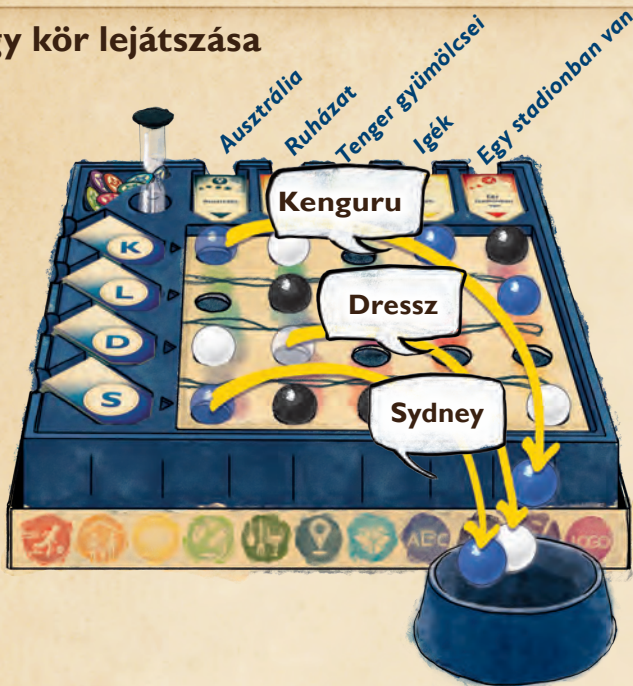 gy kör lejátszása
Ausztrália
Ruházat
Tenger gyümölcsei
Igék
Egy stadionban van
Kenguru
K
L
Dressz
D
S
Sydney
ABC
LOGO